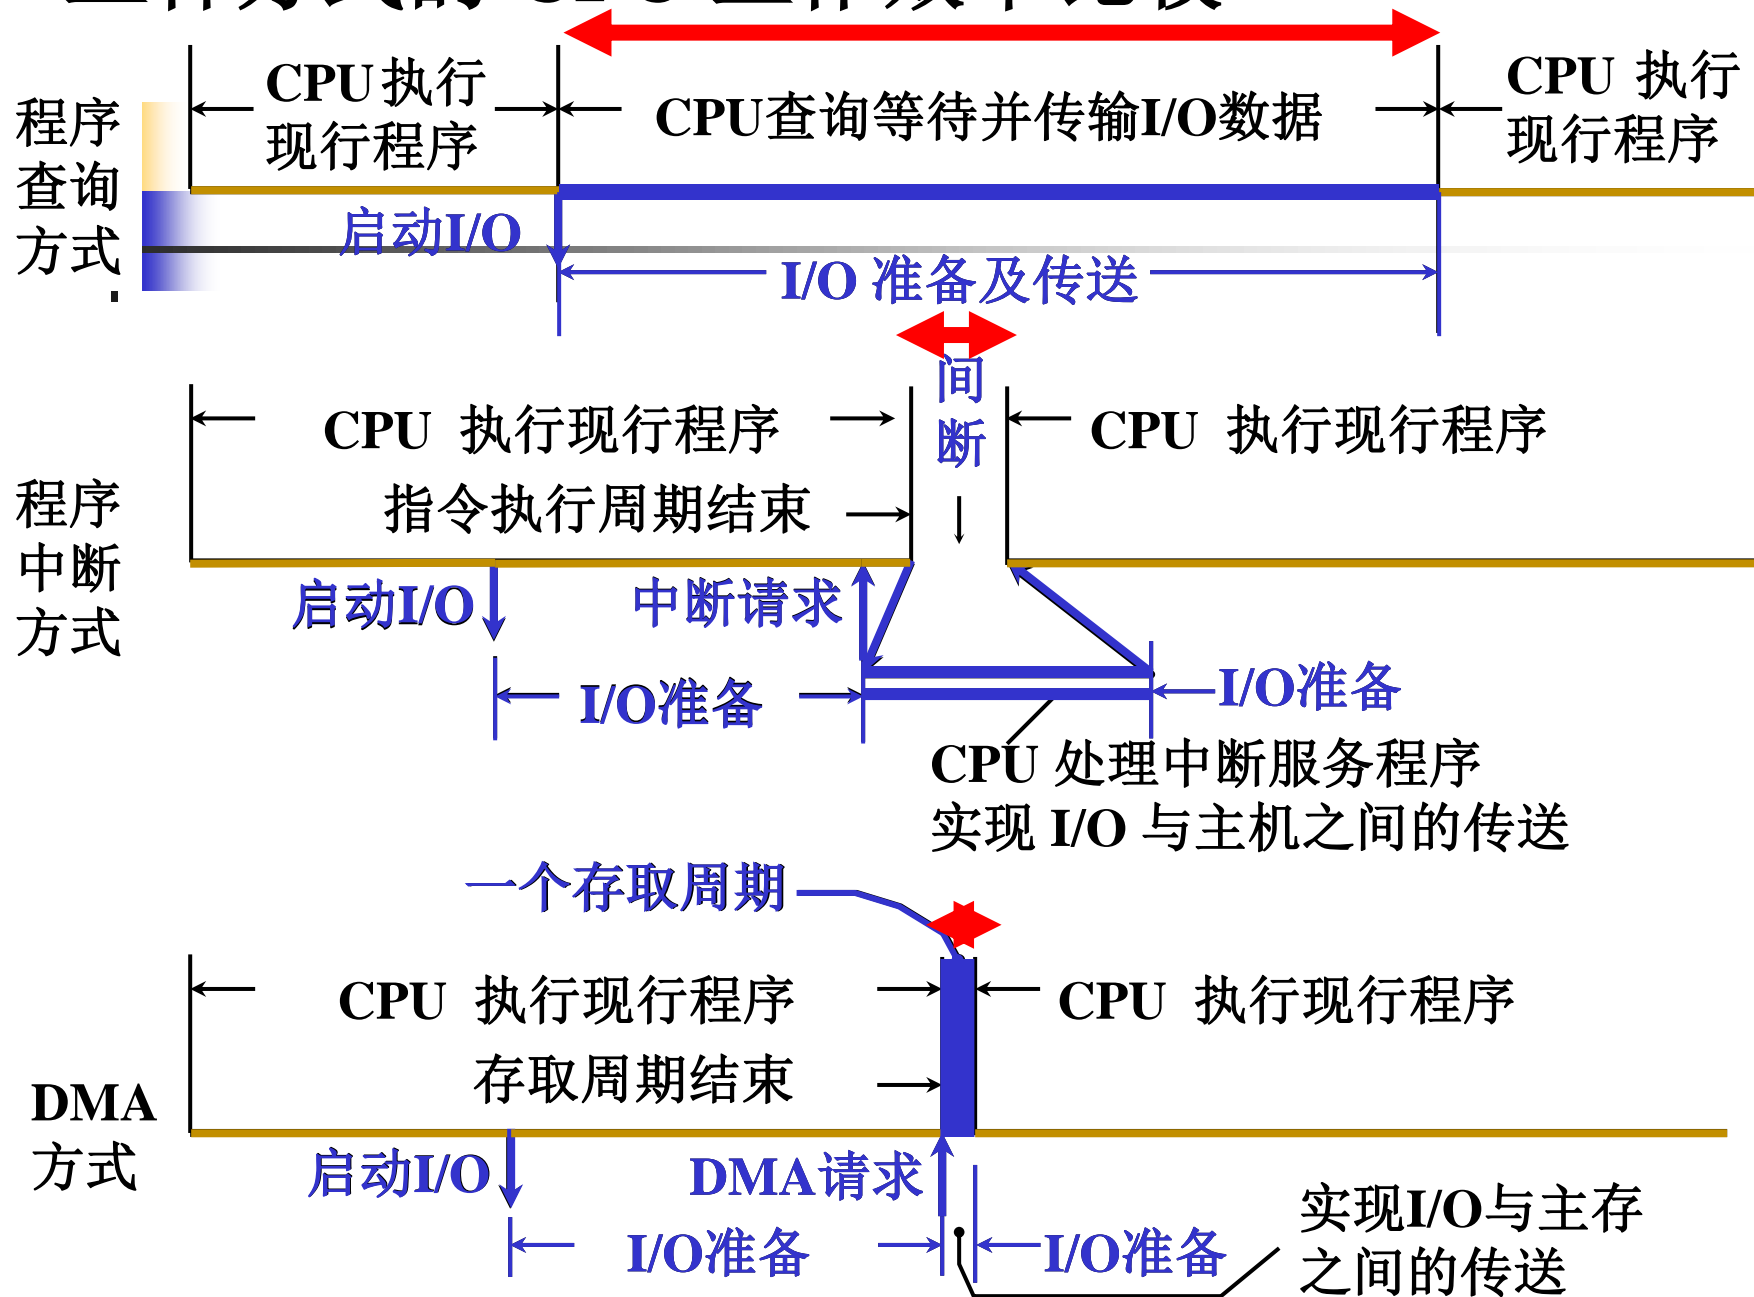 CPU 执行
现行程序
CPU查询等待并传输I/O数据
CPU 执行
现行程序
程序
查询
方式
启动I/O
I/O 准备及传送
间
断
CPU 执行现行程序
CPU 执行现行程序
指令执行周期结束
程序
中断
方式
启动I/O
中断请求
I/O准备
I/O准备
CPU 处理中断服务程序
实现 I/O 与主机之间的传送
一个存取周期
CPU 执行现行程序
CPU 执行现行程序
存取周期结束
DMA
方式
启动I/O
DMA请求
I/O准备
I/O准备
实现I/O与主存
之间的传送